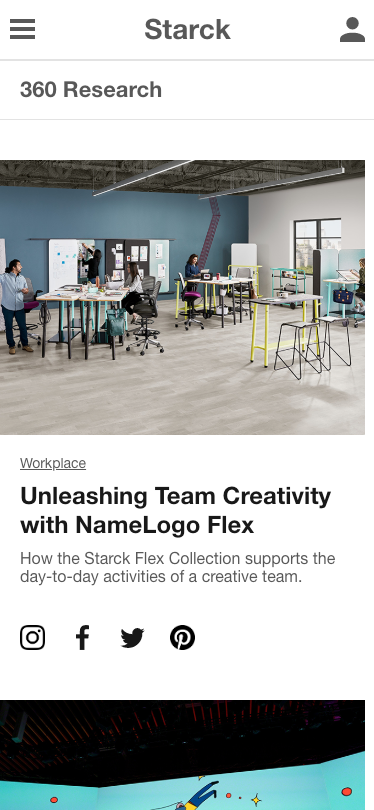 Starck
360 Research
Workplace
Unleashing Team Creativity
with NameLogo Flex
How the Starck Flex Collection supports the
day-to-day activities of a creative team.